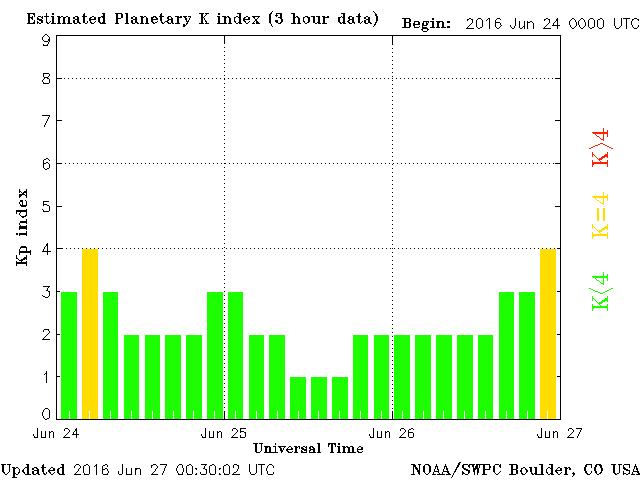 Estimated Planetary K index (3 hour data)
Begin: 2016 Jun 24 0000 UTC
9
8
7
6
5
4
3
2
1
0
Kp index
K>4
K=4
K<4
Jun 24
Jun 25
Jun 26
Jun 27
Universal Time
Updated 2016 Jun 27 00:30:02 UTC
NOAA/SWPC Boulder, CO USA